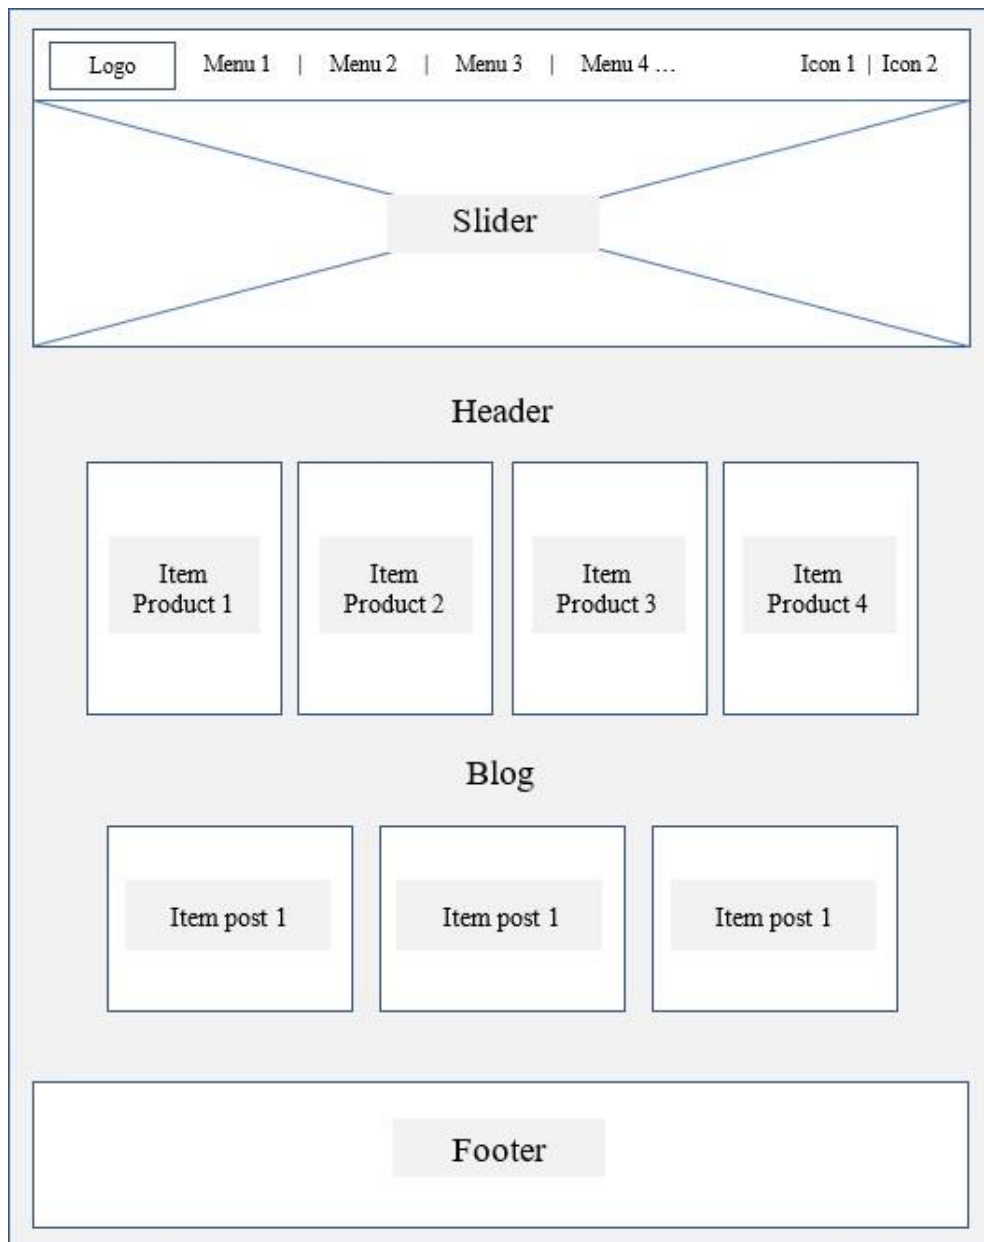 Logo Menu 1 | Menu 2 | Menu 3 | Menu 4 ... Icon 1 | Icon 2
Slider
Header
Item
Product 1
Item
Product 2
Item
Product 3
Item
Product 4
Blog
Item post 1
Item post 1
Item post 1
Footer